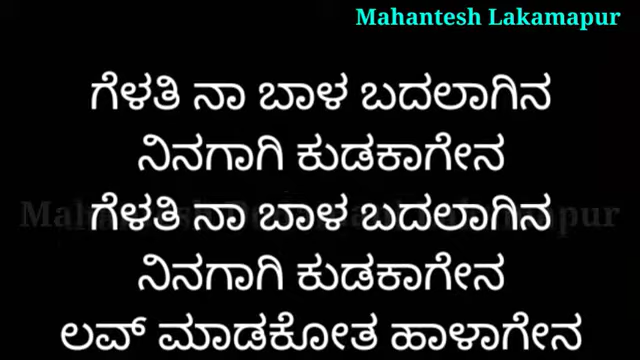 Mahantesh Lakamapur
ಗೆಳತಿ ನಾ ಬಾಳ ಬದಲಾಗಿನ
ನಿನಗಾಗಿ ಕುಡಕಾಗೇನ
ಗೆಳತಿ ನಾ ಬಾಳ ಬದಲಾಗಿನ
ನಿನಗಾಗಿ ಕುಡಕಾಗೇನ
ಲವ್ ಮಾಡಕೋತ ಹಾಳಾಗೇನ